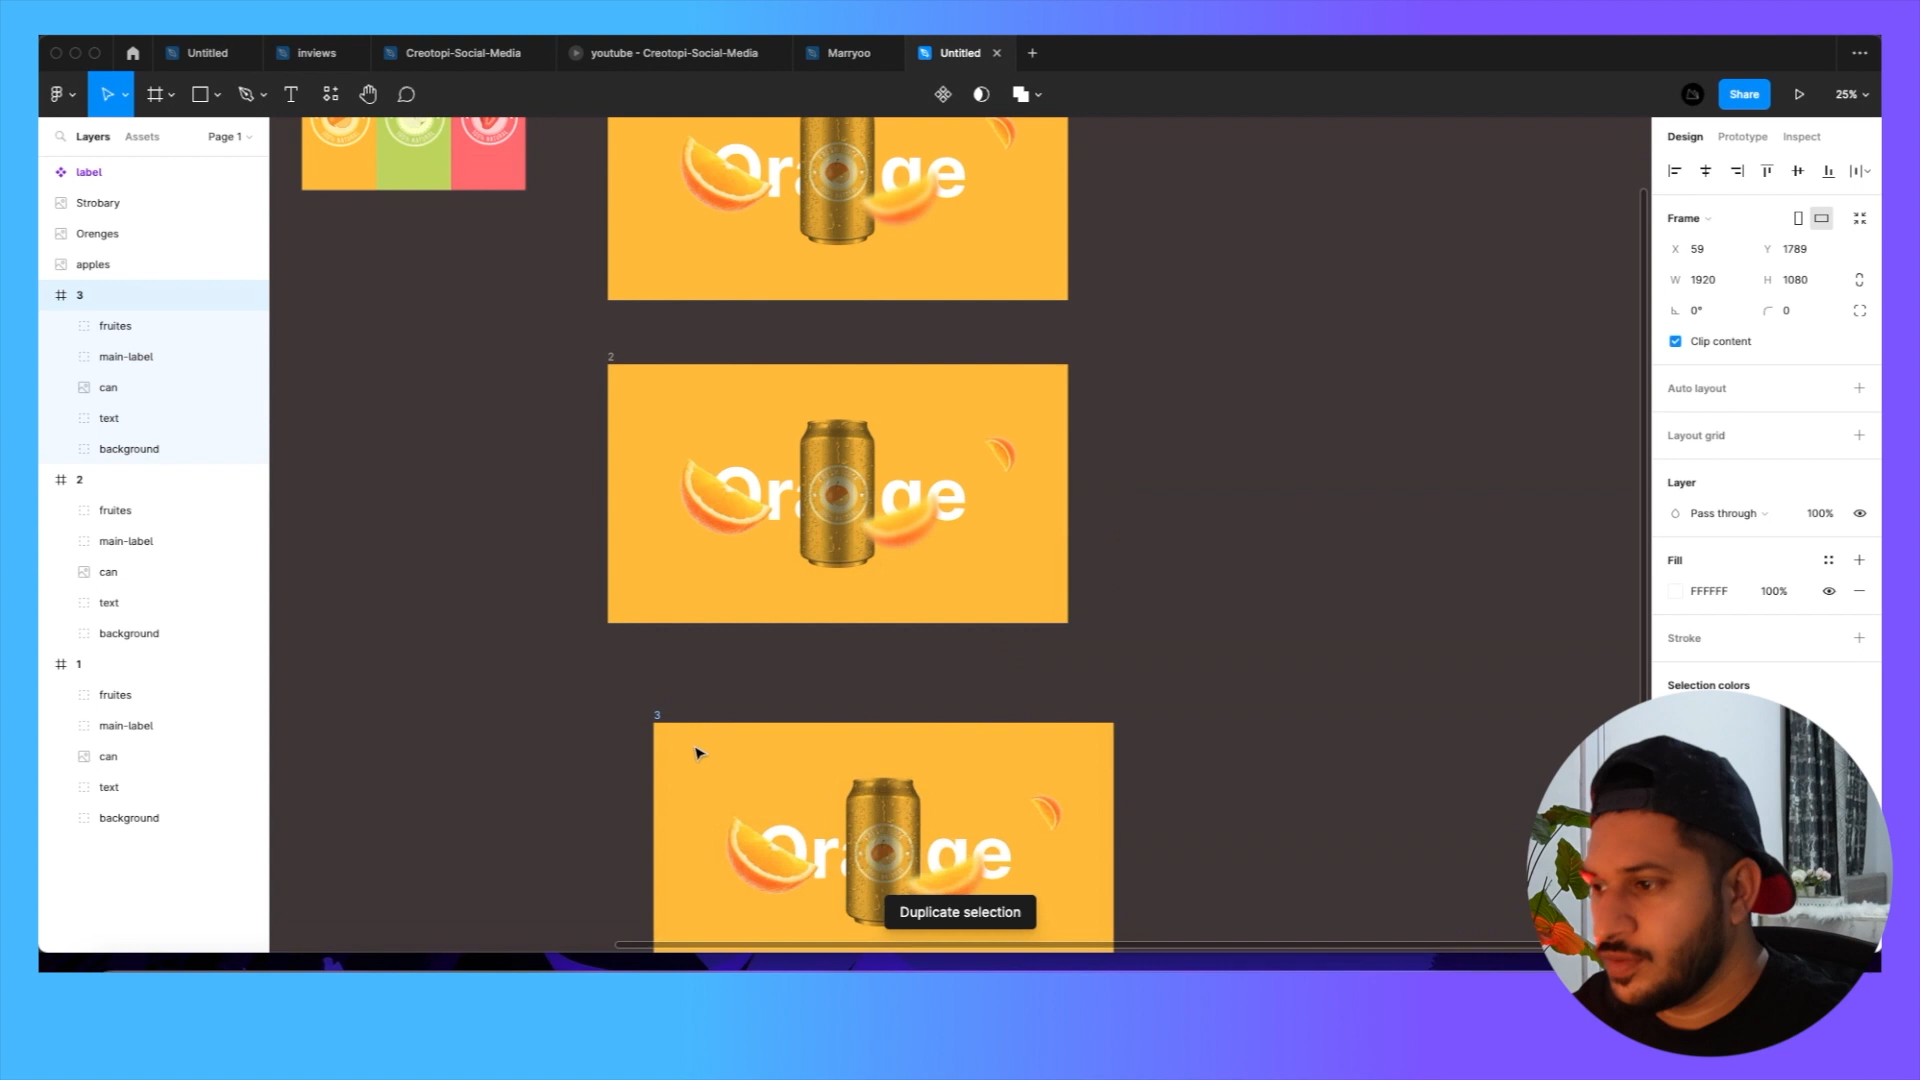 Untitled
inviews
Creotopi-Social-Media
youtube - Creotopi-Social-Media
Marryoo
Untitled
Share
25%
Layers
Assets
Page 1
label
Strobary
Orenges
apples
3
fruites
main-label
can
text
background
2
fruites
main-label
can
text
background
1
fruites
main-label
can
text
background
2
3
Duplicate selection
Design
Prototype
Inspect
Frame
X 59
Y 1789
W 1920
H 1080
0°
0
Clip content
Auto layout
Layout grid
Layer
Pass through
100%
Fill
FFFFFF
100%
Stroke
Selection colors